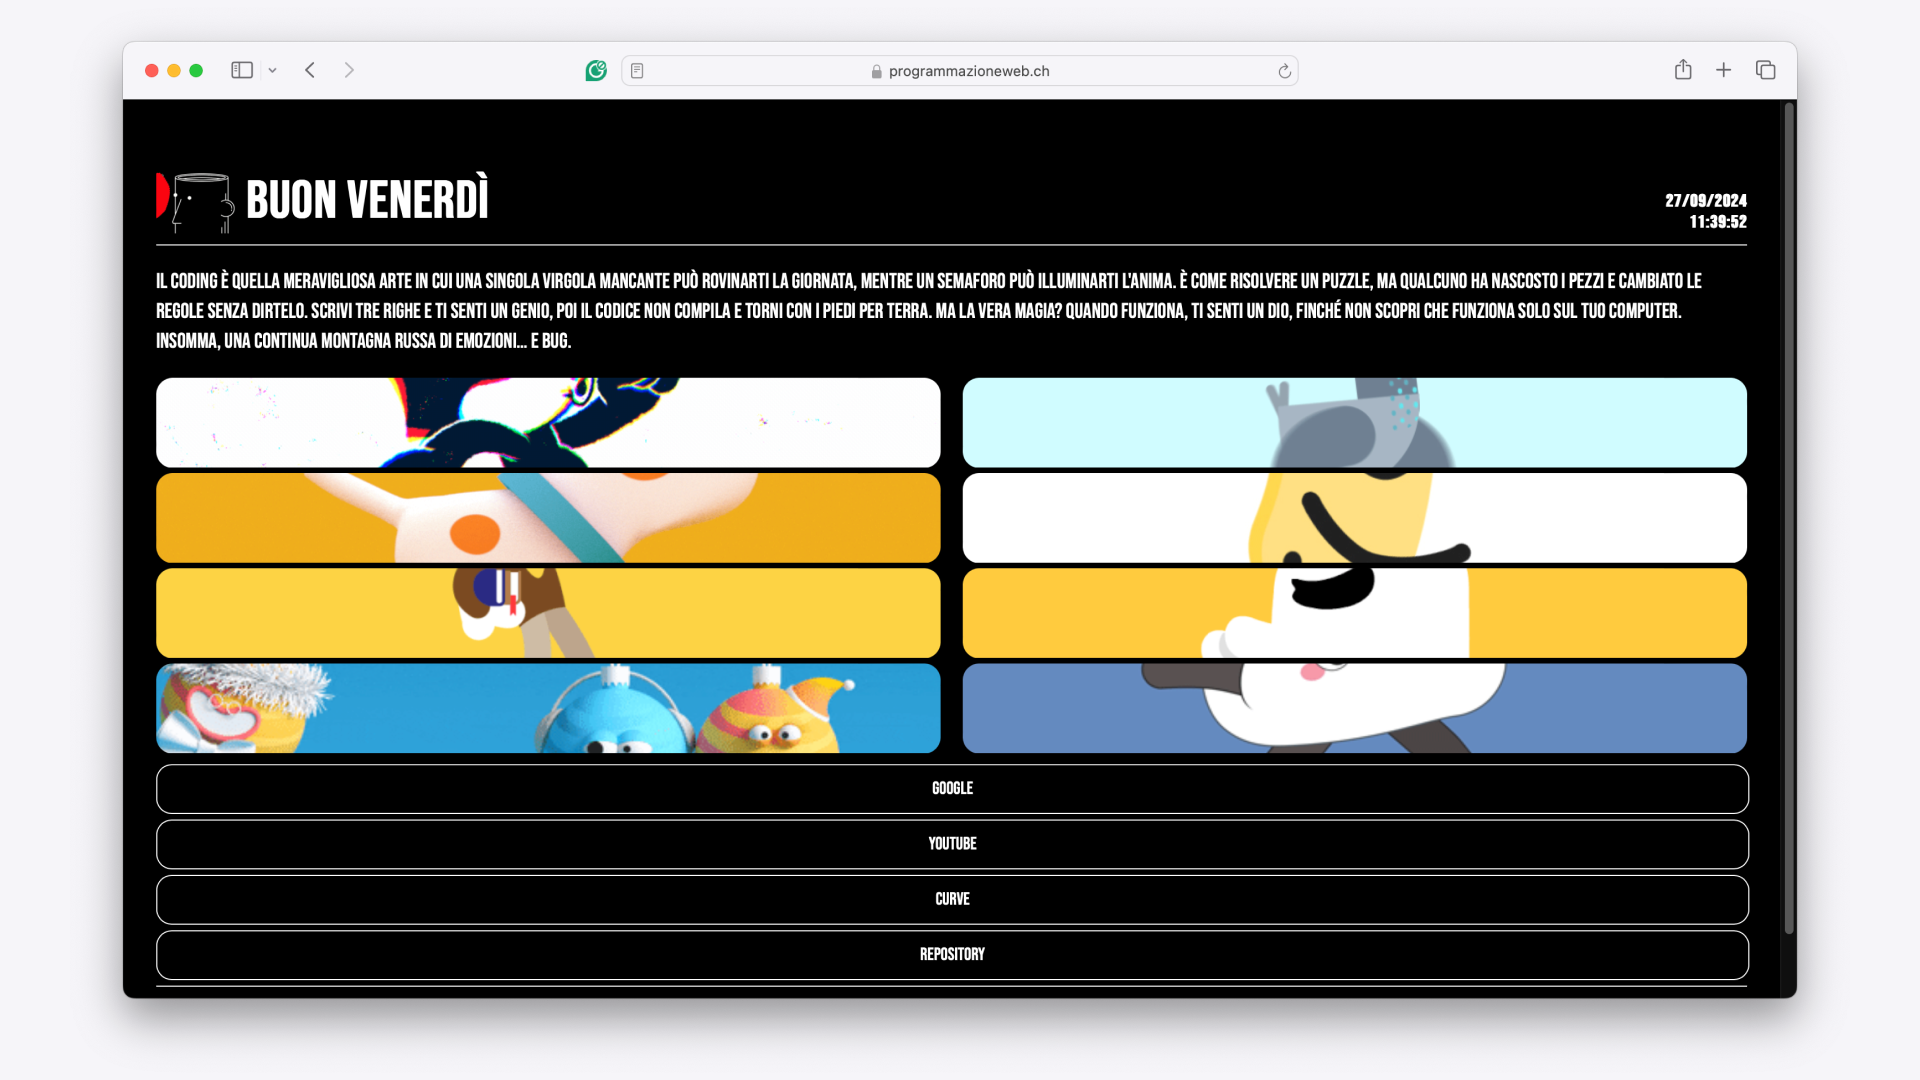 programmazioneweb.ch
BUON VENERDÌ
27/09/2024
11:39:52
IL CODING È QUELLA MERAVIGLIOSA ARTE IN CUI UNA SINGOLA VIRGOLA MANCANTE PUÒ ROVINARTI LA GIORNATA, MENTRE UN SEMAFORO PUÒ ILLUMINARTI L'ANIMA. È COME RISOLVERE UN PUZZLE, MA QUALCUNO HA NASCOSTO I PEZZI E CAMBIATO LE
REGOLE SENZA DIRTELO. SCRIVI TRE RIGHE E TI SENTI UN GENIO, POI IL CODICE NON COMPILA E TORNI CON I PIEDI PER TERRA. MA LA VERA MAGIA? QUANDO FUNZIONA, TI SENTI UN DIO, FINCHÉ NON SCOPRI CHE FUNZIONA SOLO SUL TUO COMPUTER.
INSOMMA, UNA CONTINUA MONTAGNA RUSSA DI EMOZIONI... E BUG.
GOOGLE
YOUTUBE
CURVE
REPOSITORY